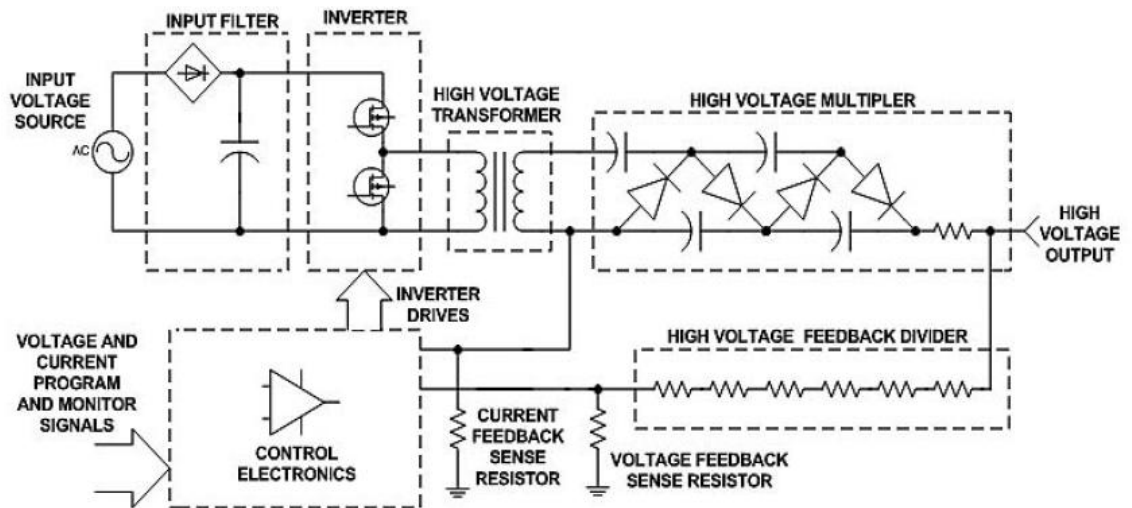 INPUT FILTER
INVERTER
INPUT
VOLTAGE
SOURCE
AC
HIGH VOLTAGE
TRANSFORMER
HIGH VOLTAGE MULTIPLER
HIGH
VOLTAGE
OUTPUT
INVERTER
DRIVES
VOLTAGE AND
CURRENT
PROGRAM
AND MONITOR
SIGNALS
HIGH VOLTAGE FEEDBACK DIVIDER
CONTROL
ELECTRONICS
CURRENT
FEEDBACK
SENSE
RESISTOR
VOLTAGE FEEDBACK
SENSE RESISTOR